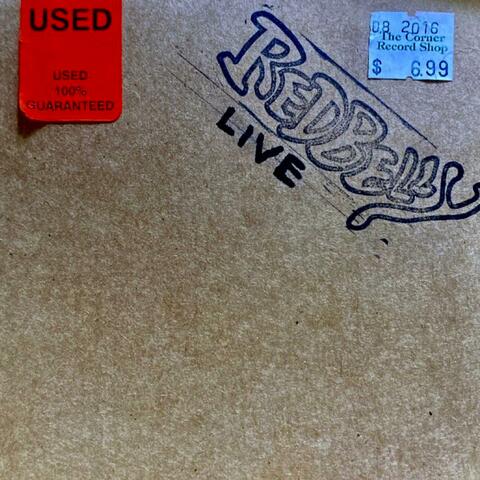 USED
USED
100%
GUARANTEED
08 2016
The Corner
Record Shop
$ 6.99
REDBELLY
LIVE